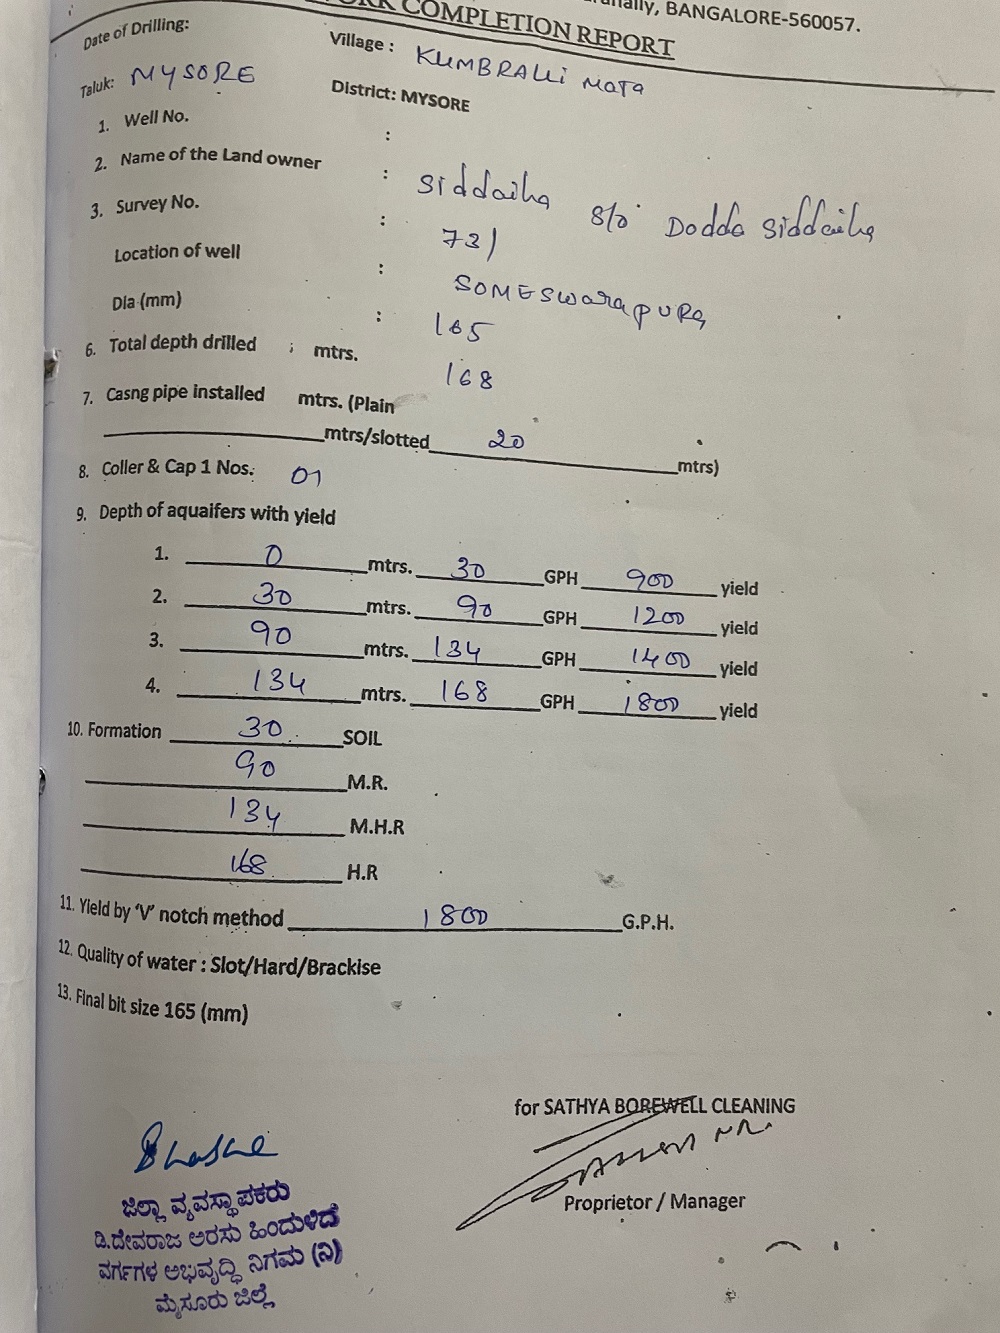 BANGALORE-560057.
WORK COMPLETION REPORT
Date of Drilling:
Village : KUMBRALLI MATA
Taluk: MYSORE
District: MYSORE
1. Well No. :
2. Name of the Land owner : Siddaiha S/o Dodda Siddaiha
3. Survey No. : 73/
Location of well : SOMESwarapURA
Dia (mm) : 165
6. Total depth drilled : mtrs. 168
7. Casng pipe installed mtrs. (Plain
mtrs/slotted 20 mtrs)
8. Coller & Cap 1 Nos. 01
9. Depth of aquaifers with yield
1. 0 mtrs. 30 GPH 900 yield
2. 30 mtrs. 90 GPH 1200 yield
3. 90 mtrs. 134 GPH 1400 yield
4. 134 mtrs. 168 GPH 1800 yield
10. Formation 30 SOIL
90 M.R.
134 M.H.R
168 H.R
11. Yield by 'V' notch method 1800 G.P.H.
12. Quality of water : Slot/Hard/Brackise
13. Final bit size 165 (mm)
for SATHYA BOREWELL CLEANING
Proprietor / Manager
ಜಿಲ್ಲಾ ವ್ಯವಸ್ಥಾಪಕರು
ಡಿ.ದೇವರಾಜ ಅರಸು ಹಿಂದುಳಿದ
ವರ್ಗಗಳ ಅಭಿವೃದ್ಧಿ ನಿಗಮ (ನಿ)
ಮೈಸೂರು ಜಿಲ್ಲೆ